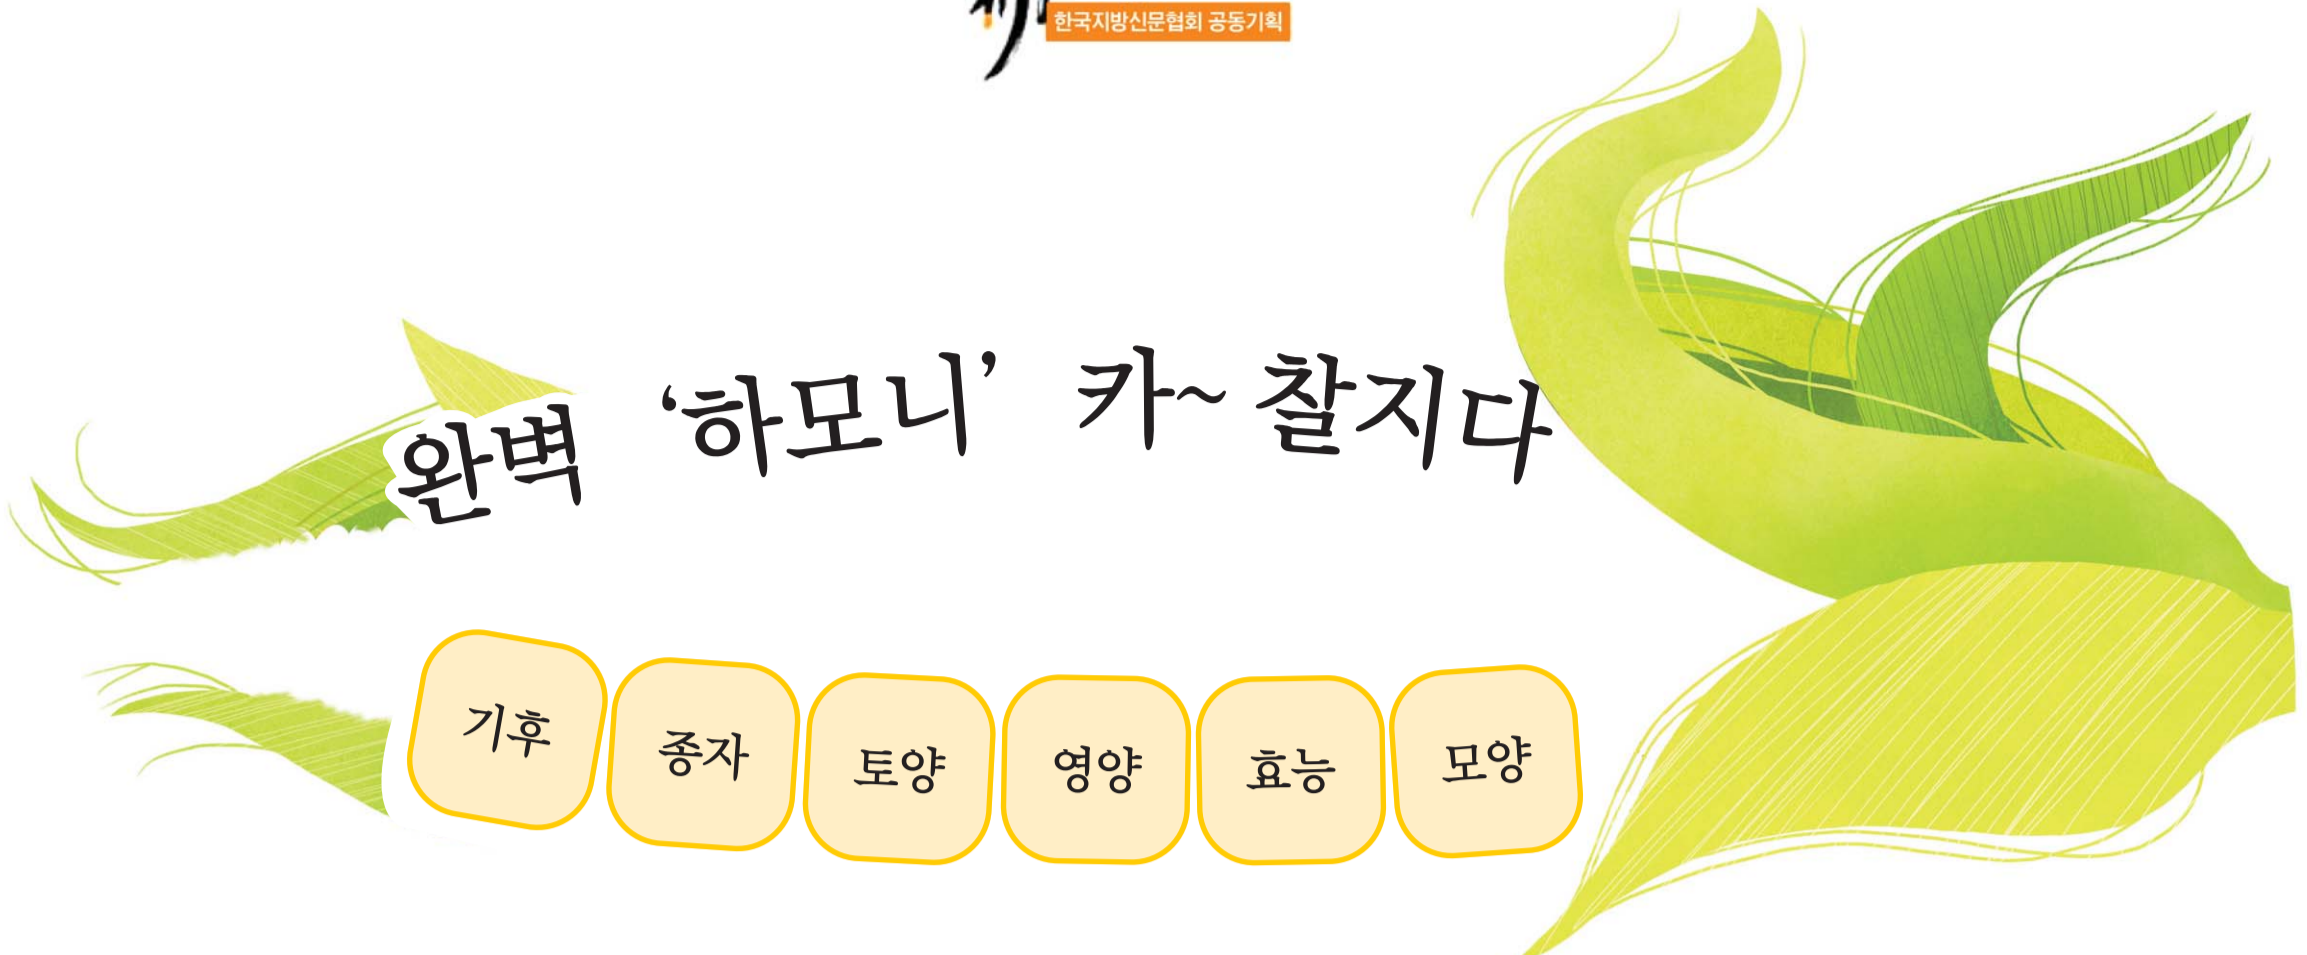 한국지방신문협회 공동기획
완벽 ‘하모니’ 카~ 찰지다
기후 종자 토양 영양 효능 모양